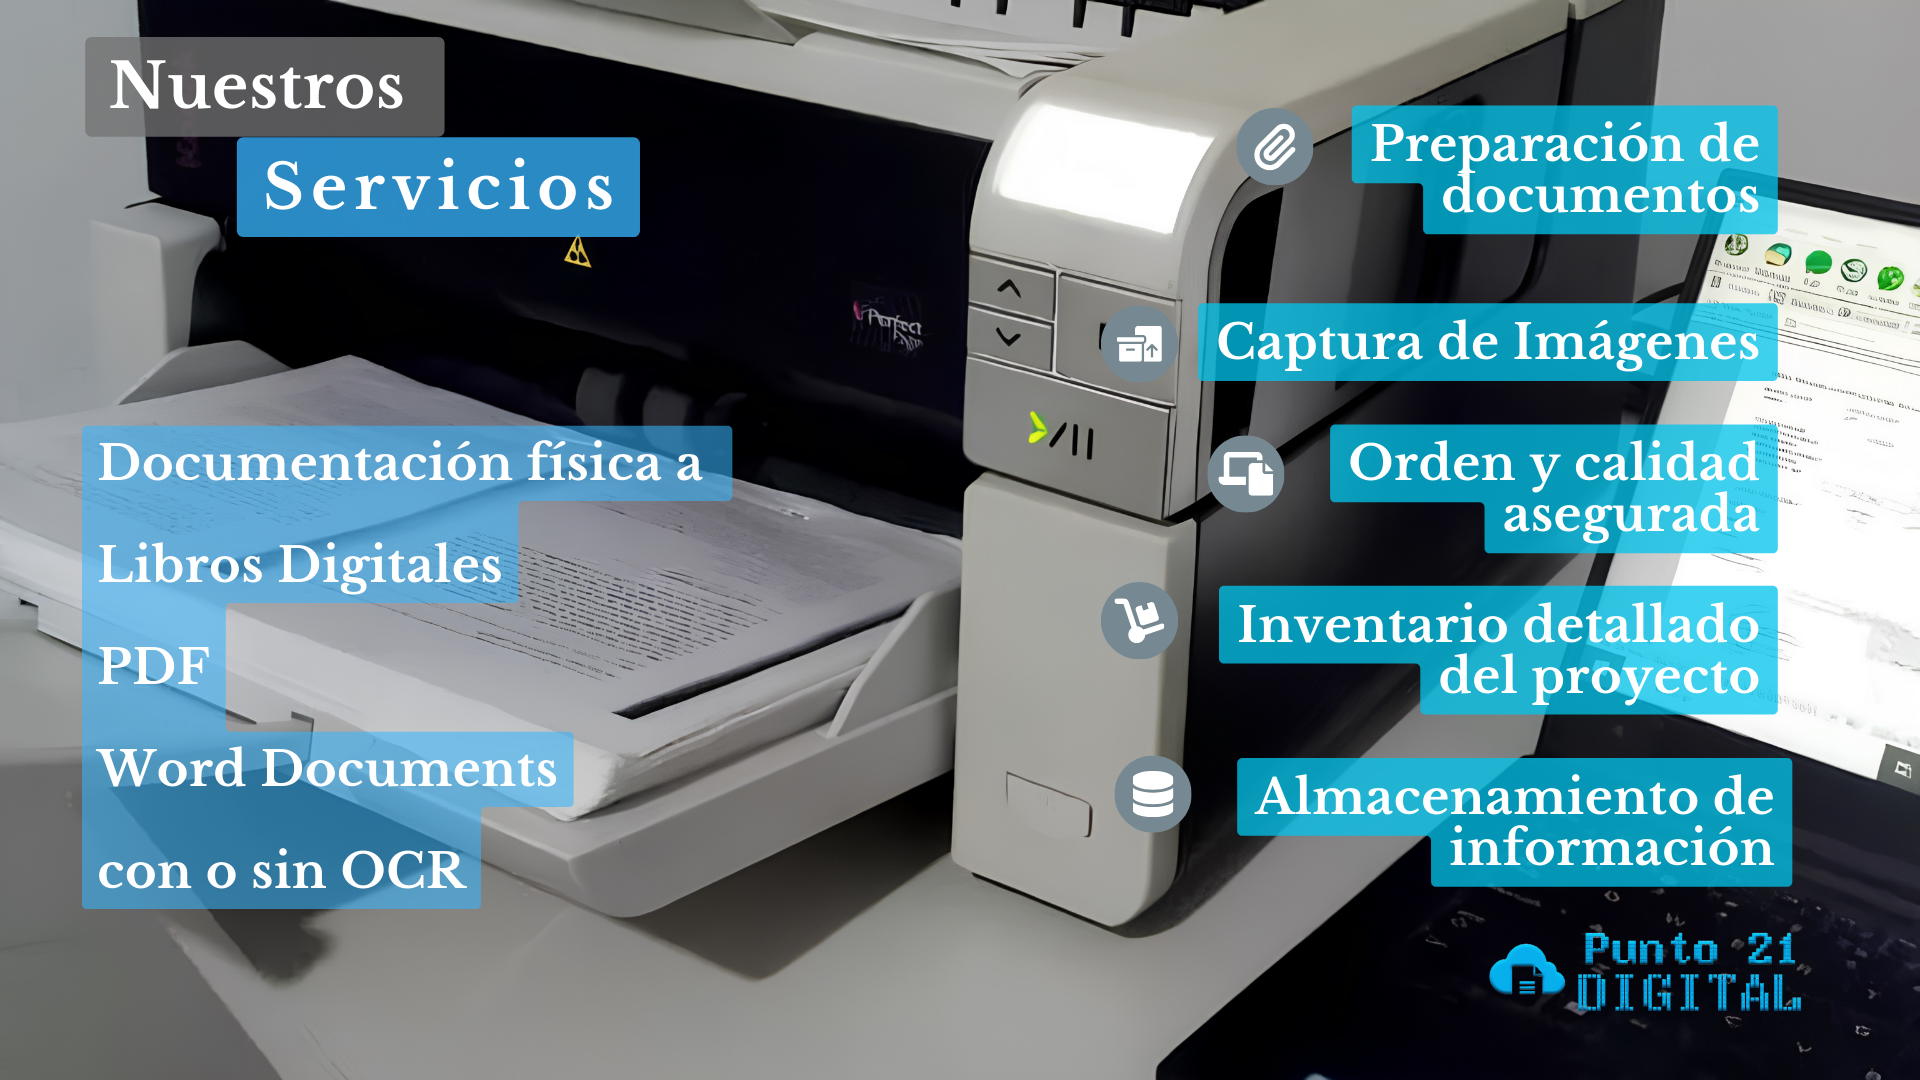 Nuestros
Servicios
Documentación física a
Libros Digitales
PDF
Word Documents
con o sin OCR
Preparación de
documentos
Captura de Imágenes
Orden y calidad
asegurada
Inventario detallado
del proyecto
Almacenamiento de
información
Punto 21
DIGITAL